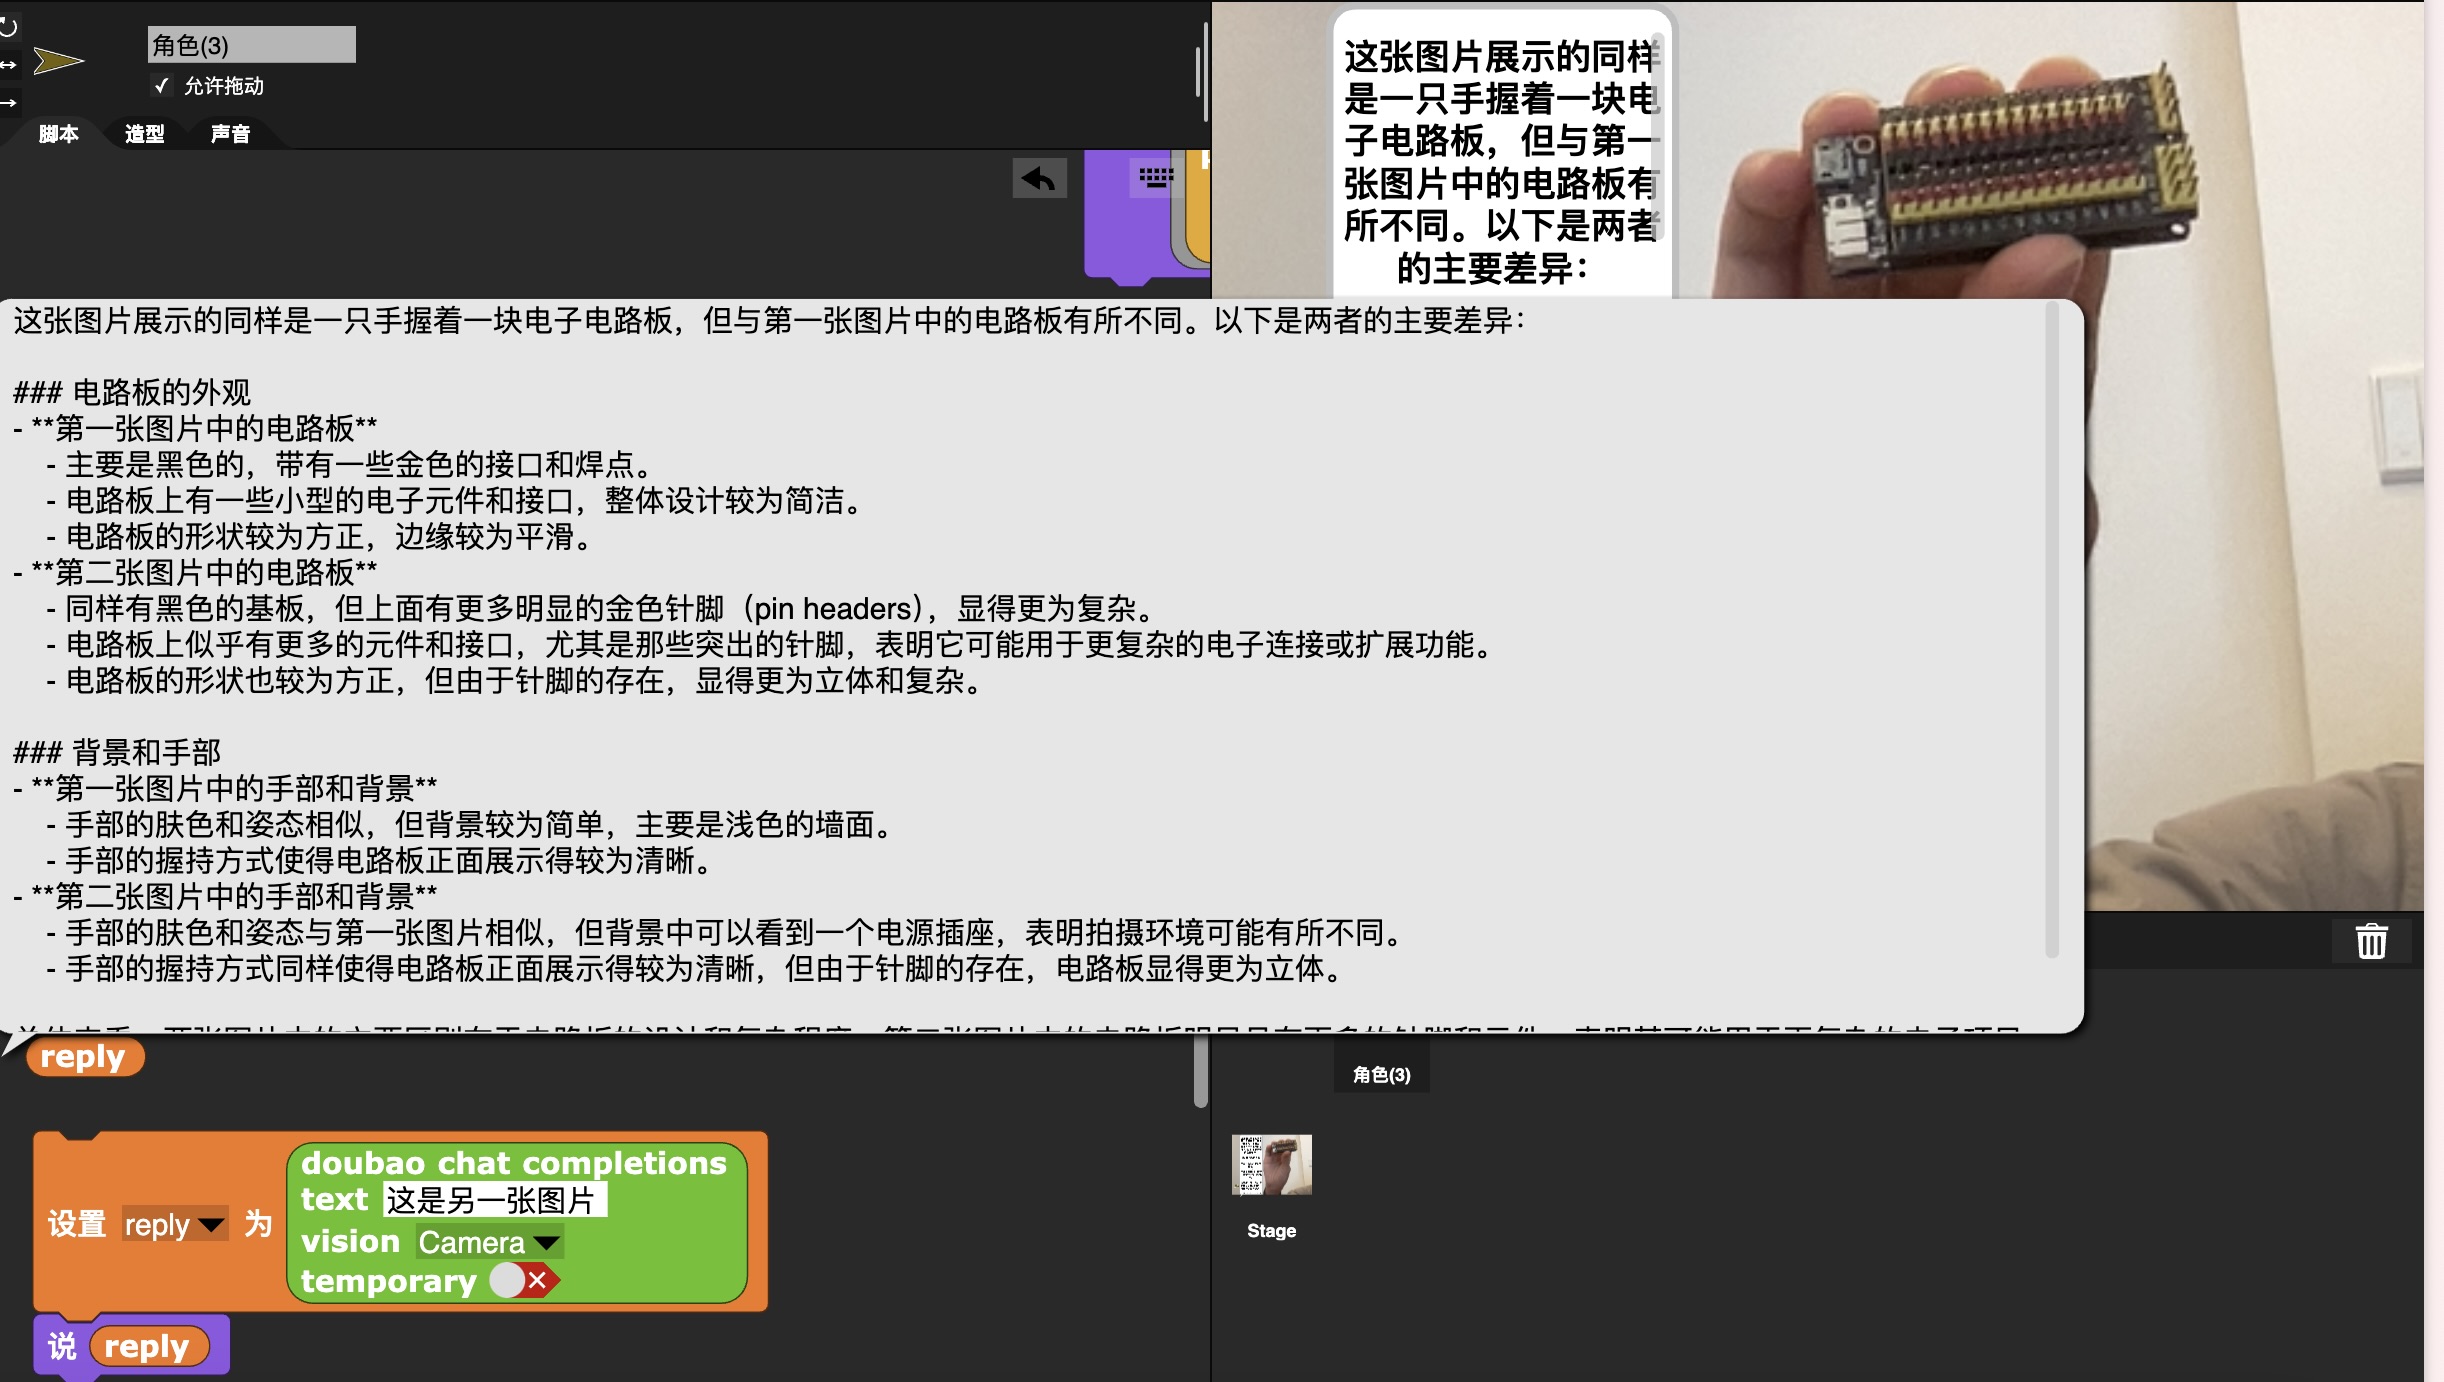 角色(3)
允许拖动
脚本 造型 声音
这张图片展示的同样
是一只手握着一块电
子电路板，但与第一
张图片中的电路板有
所不同。以下是两者
的主要差异：
这张图片展示的同样是一只手握着一块电子电路板，但与第一张图片中的电路板有所不同。以下是两者的主要差异：
### 电路板的外观
- **第一张图片中的电路板**
- 主要是黑色的，带有一些金色的接口和焊点。
- 电路板上有一些小型的电子元件和接口，整体设计较为简洁。
- 电路板的形状较为方正，边缘较为平滑。
- **第二张图片中的电路板**
- 同样有黑色的基板，但上面有更多明显的金色针脚（pin headers），显得更为复杂。
- 电路板上似乎有更多的元件和接口，尤其是那些突出的针脚，表明它可能用于更复杂的电子连接或扩展功能。
- 电路板的形状也较为方正，但由于针脚的存在，显得更为立体和复杂。
### 背景和手部
- **第一张图片中的手部和背景**
- 手部的肤色和姿态相似，但背景较为简单，主要是浅色的墙面。
- 手部的握持方式使得电路板正面展示得较为清晰。
- **第二张图片中的手部和背景**
- 手部的肤色和姿态与第一张图片相似，但背景中可以看到一个电源插座，表明拍摄环境可能有所不同。
- 手部的握持方式同样使得电路板正面展示得较为清晰，但由于针脚的存在，电路板显得更为立体。
reply
角色(3)
Stage
设置 reply 为
doubao chat completions
text 这是另一张图片
vision Camera
temporary
说 reply